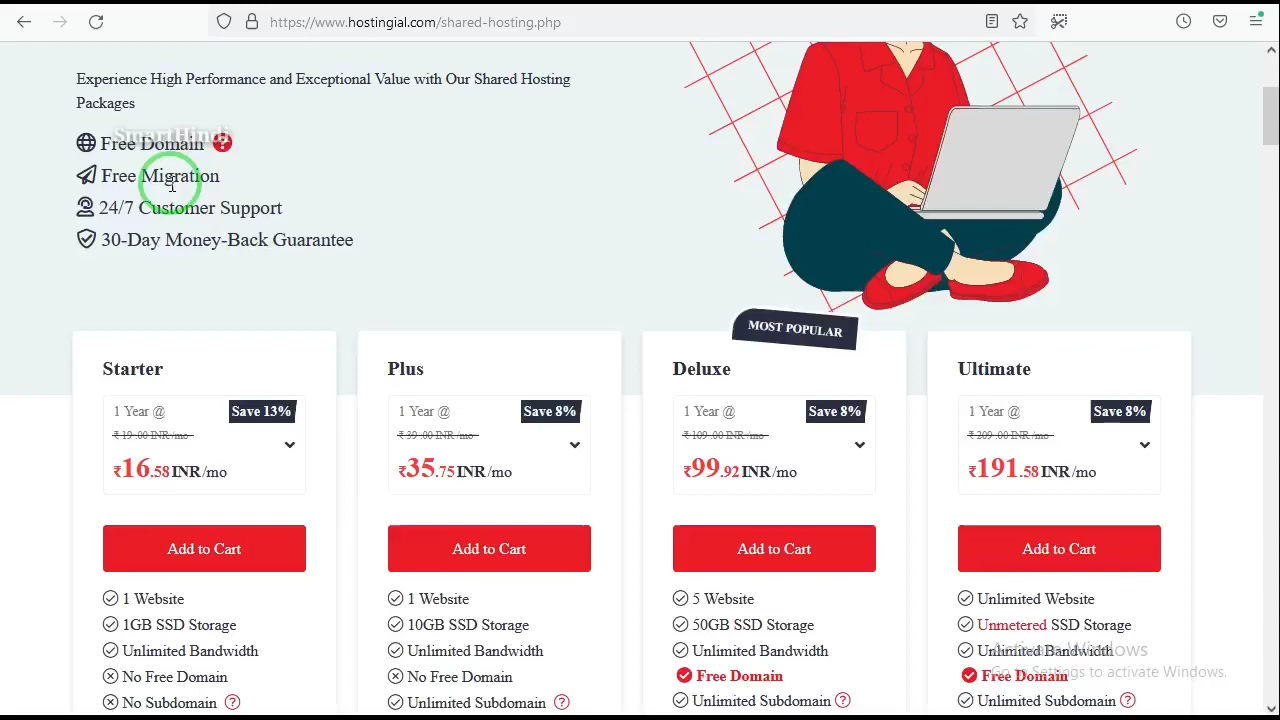 https://www.hostingial.com/shared-hosting.php
Experience High Performance and Exceptional Value with Our Shared Hosting
Packages
SmartHindi
Free Domain ?
Free Migration
24/7 Customer Support
30-Day Money-Back Guarantee
MOST POPULAR
Starter
1 Year @ Save 13%
₹ 19 .00 INR /mo
₹16.58 INR/mo
Add to Cart
1 Website
1GB SSD Storage
Unlimited Bandwidth
No Free Domain
No Subdomain ?
Plus
1 Year @ Save 8%
₹ 39 .00 INR /mo
₹35.75 INR/mo
Add to Cart
1 Website
10GB SSD Storage
Unlimited Bandwidth
No Free Domain
Unlimited Subdomain ?
Deluxe
1 Year @ Save 8%
₹ 109 .00 INR /mo
₹99.92 INR/mo
Add to Cart
5 Website
50GB SSD Storage
Unlimited Bandwidth
Free Domain
Unlimited Subdomain ?
Ultimate
1 Year @ Save 8%
₹ 209 .00 INR /mo
₹191.58 INR/mo
Add to Cart
Unlimited Website
Unmetered SSD Storage
Unlimited Bandwidth
Free Domain
Unlimited Subdomain ?
Activate Windows
Go to Settings to activate Windows.